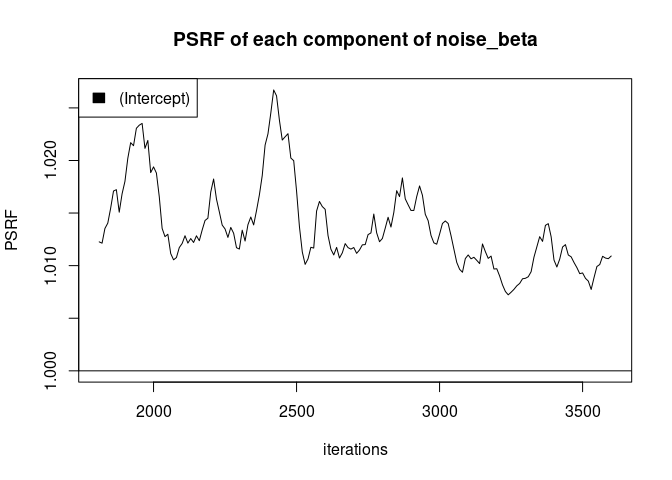 PSRF of each component of noise_beta
(Intercept)
PSRF
1.020
1.010
1.000
2000 2500 3000 3500
iterations